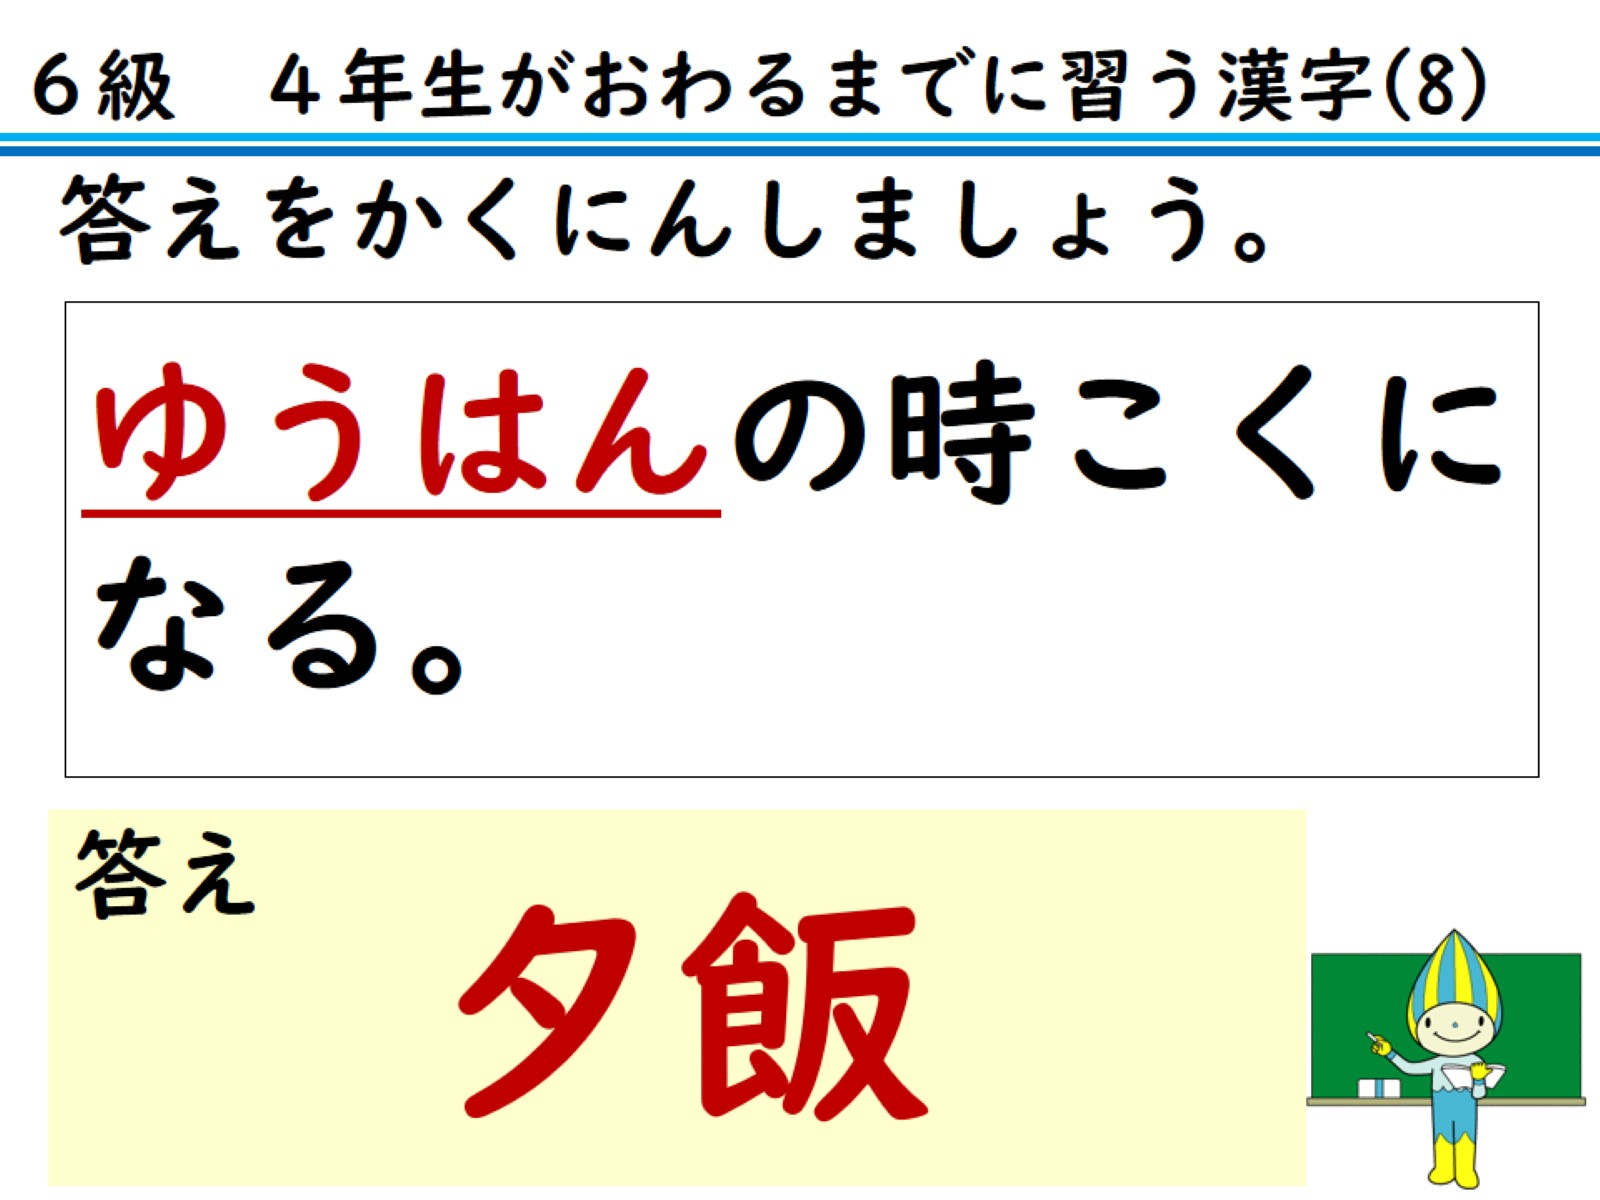 ６級　４年生がおわるまでに習う漢字(8)
答えをかくにんしましょう。
ゆうはんの時こくに
なる。
答え
夕飯